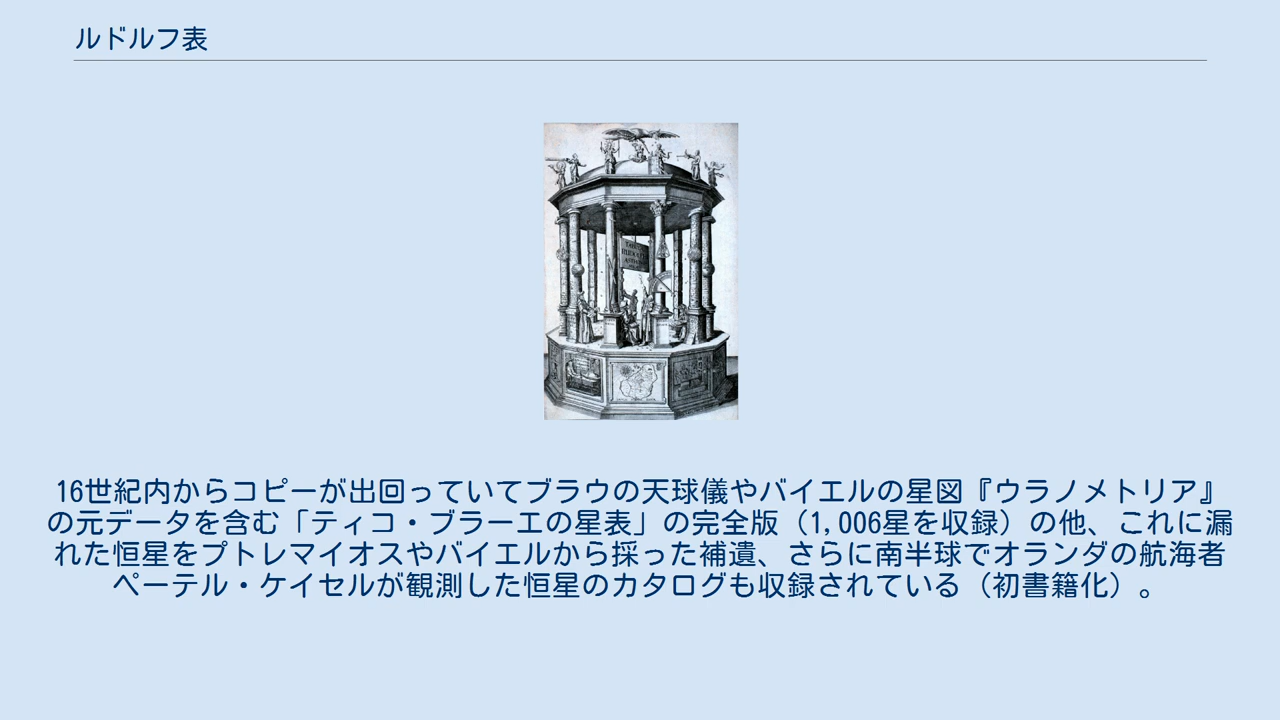 ルドルフ表
16世紀内からコピーが出回っていてブラウの天球儀やバイエルの星図『ウラノメトリア』
の元データを含む「ティコ・ブラーエの星表」の完全版（1,006星を収録）の他、これに漏
れた恒星をプトレマイオスやバイエルから採った補遺、さらに南半球でオランダの航海者
ペーテル・ケイセルが観測した恒星のカタログも収録されている（初書籍化）。